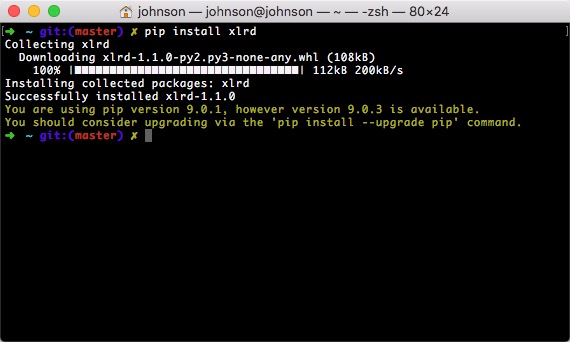 johnson — johnson@johnson — ~ — -zsh — 80×24
[➜  ~ git:(master) ✗ pip install xlrd                                          ]
Collecting xlrd
  Downloading xlrd-1.1.0-py2.py3-none-any.whl (108kB)
    100% |████████████████████████████████| 112kB 200kB/s
Installing collected packages: xlrd
Successfully installed xlrd-1.1.0
You are using pip version 9.0.1, however version 9.0.3 is available.
You should consider upgrading via the 'pip install --upgrade pip' command.
➜  ~ git:(master) ✗